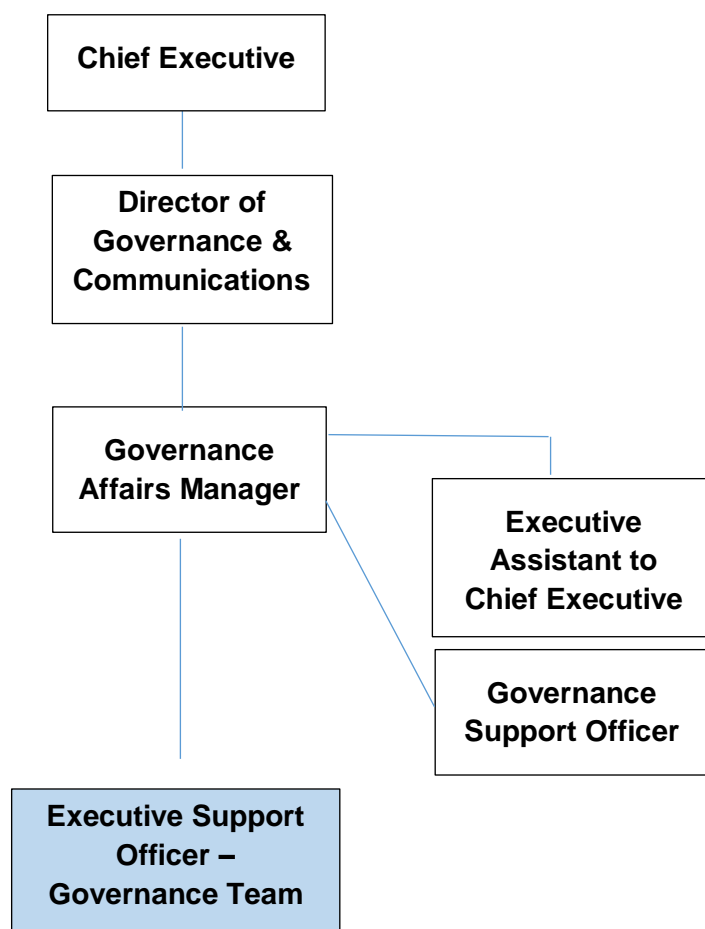 Chief Executive
Director of
Governance &
Communications
Governance
Affairs Manager
Executive
Assistant to
Chief Executive
Governance
Support Officer
Executive Support
Officer –
Governance Team